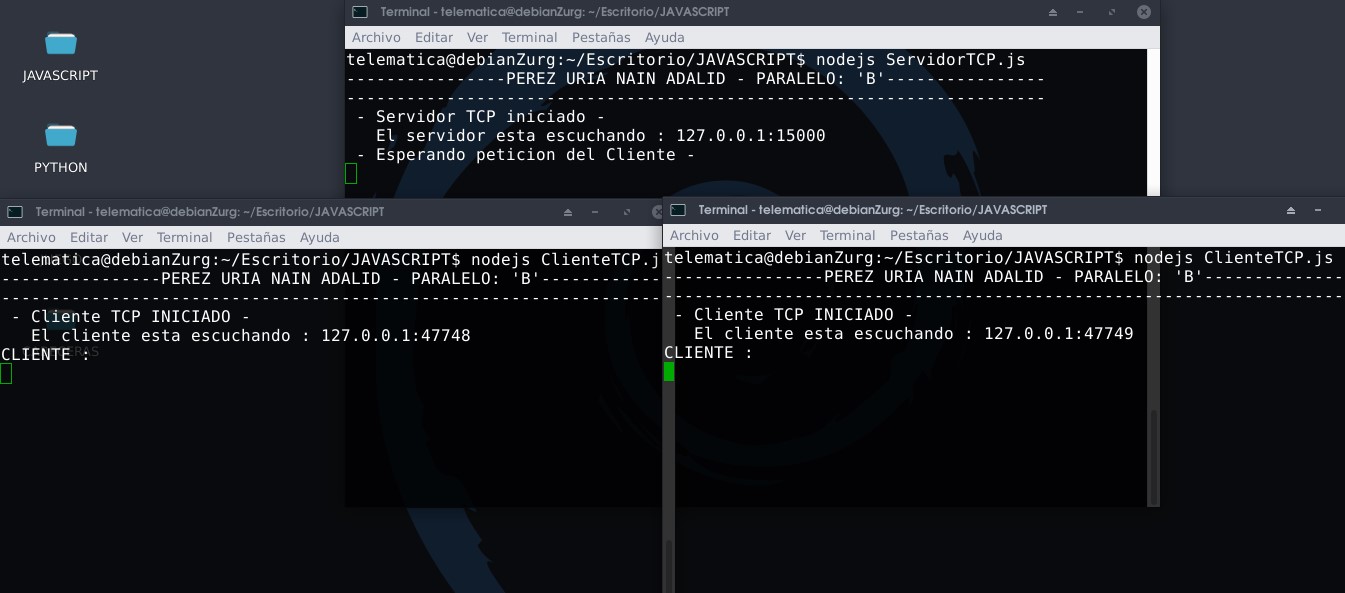 JAVASCRIPT
PYTHON
Terminal - telematica@debianZurg: ~/Escritorio/JAVASCRIPT
Archivo Editar Ver Terminal Pestañas Ayuda
telematica@debianZurg:~/Escritorio/JAVASCRIPT$ nodejs ServidorTCP.js
----------------PEREZ URIA NAIN ADALID - PARALELO: 'B'----------------
----------------------------------------------------------------------
- Servidor TCP iniciado -
El servidor esta escuchando : 127.0.0.1:15000
- Esperando peticion del Cliente -
Terminal - telematica@debianZurg: ~/Escritorio/JAVASCRIPT
Archivo Editar Ver Terminal Pestañas Ayuda
telematica@debianZurg:~/Escritorio/JAVASCRIPT$ nodejs ClienteTCP.j
----------------PEREZ URIA NAIN ADALID - PARALELO: 'B'------------
------------------------------------------------------------------
- Cliente TCP INICIADO -
El cliente esta escuchando : 127.0.0.1:47748
CLIENTE :
Terminal - telematica@debianZurg: ~/Escritorio/JAVASCRIPT
Archivo Editar Ver Terminal Pestañas Ayuda
telematica@debianZurg:~/Escritorio/JAVASCRIPT$ nodejs ClienteTCP.js
----------------PEREZ URIA NAIN ADALID - PARALELO: 'B'--------------
--------------------------------------------------------------------
- Cliente TCP INICIADO -
El cliente esta escuchando : 127.0.0.1:47749
CLIENTE :